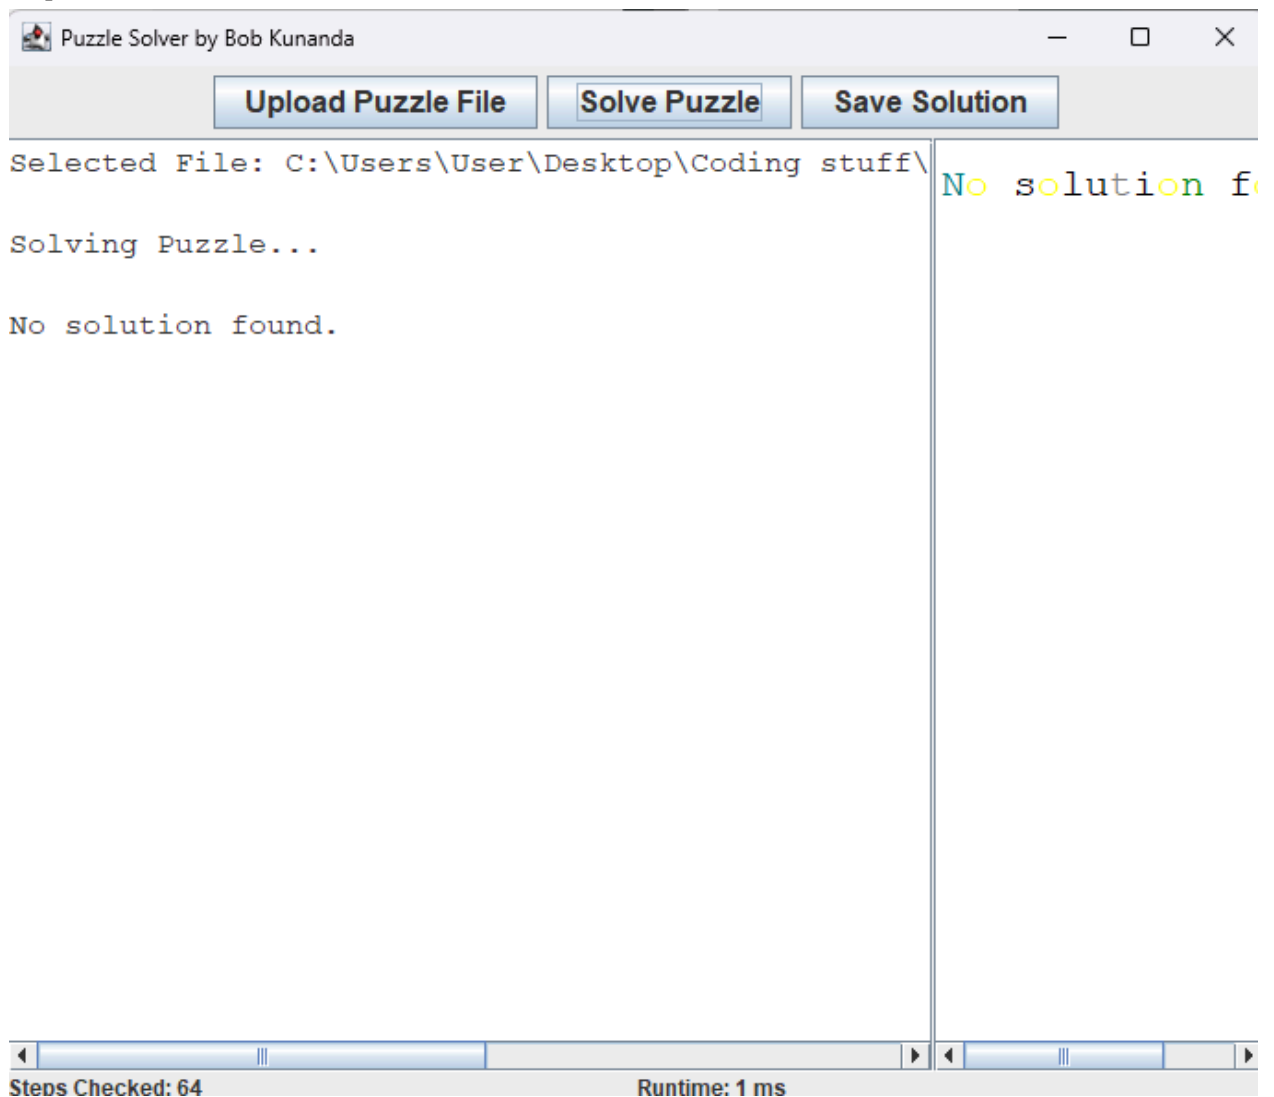 Puzzle Solver by Bob Kunanda
Upload Puzzle File Solve Puzzle Save Solution
Selected File: C:\Users\User\Desktop\Coding stuff\
Solving Puzzle...
No solution found.
No solution f
Steps Checked: 64 Runtime: 1 ms